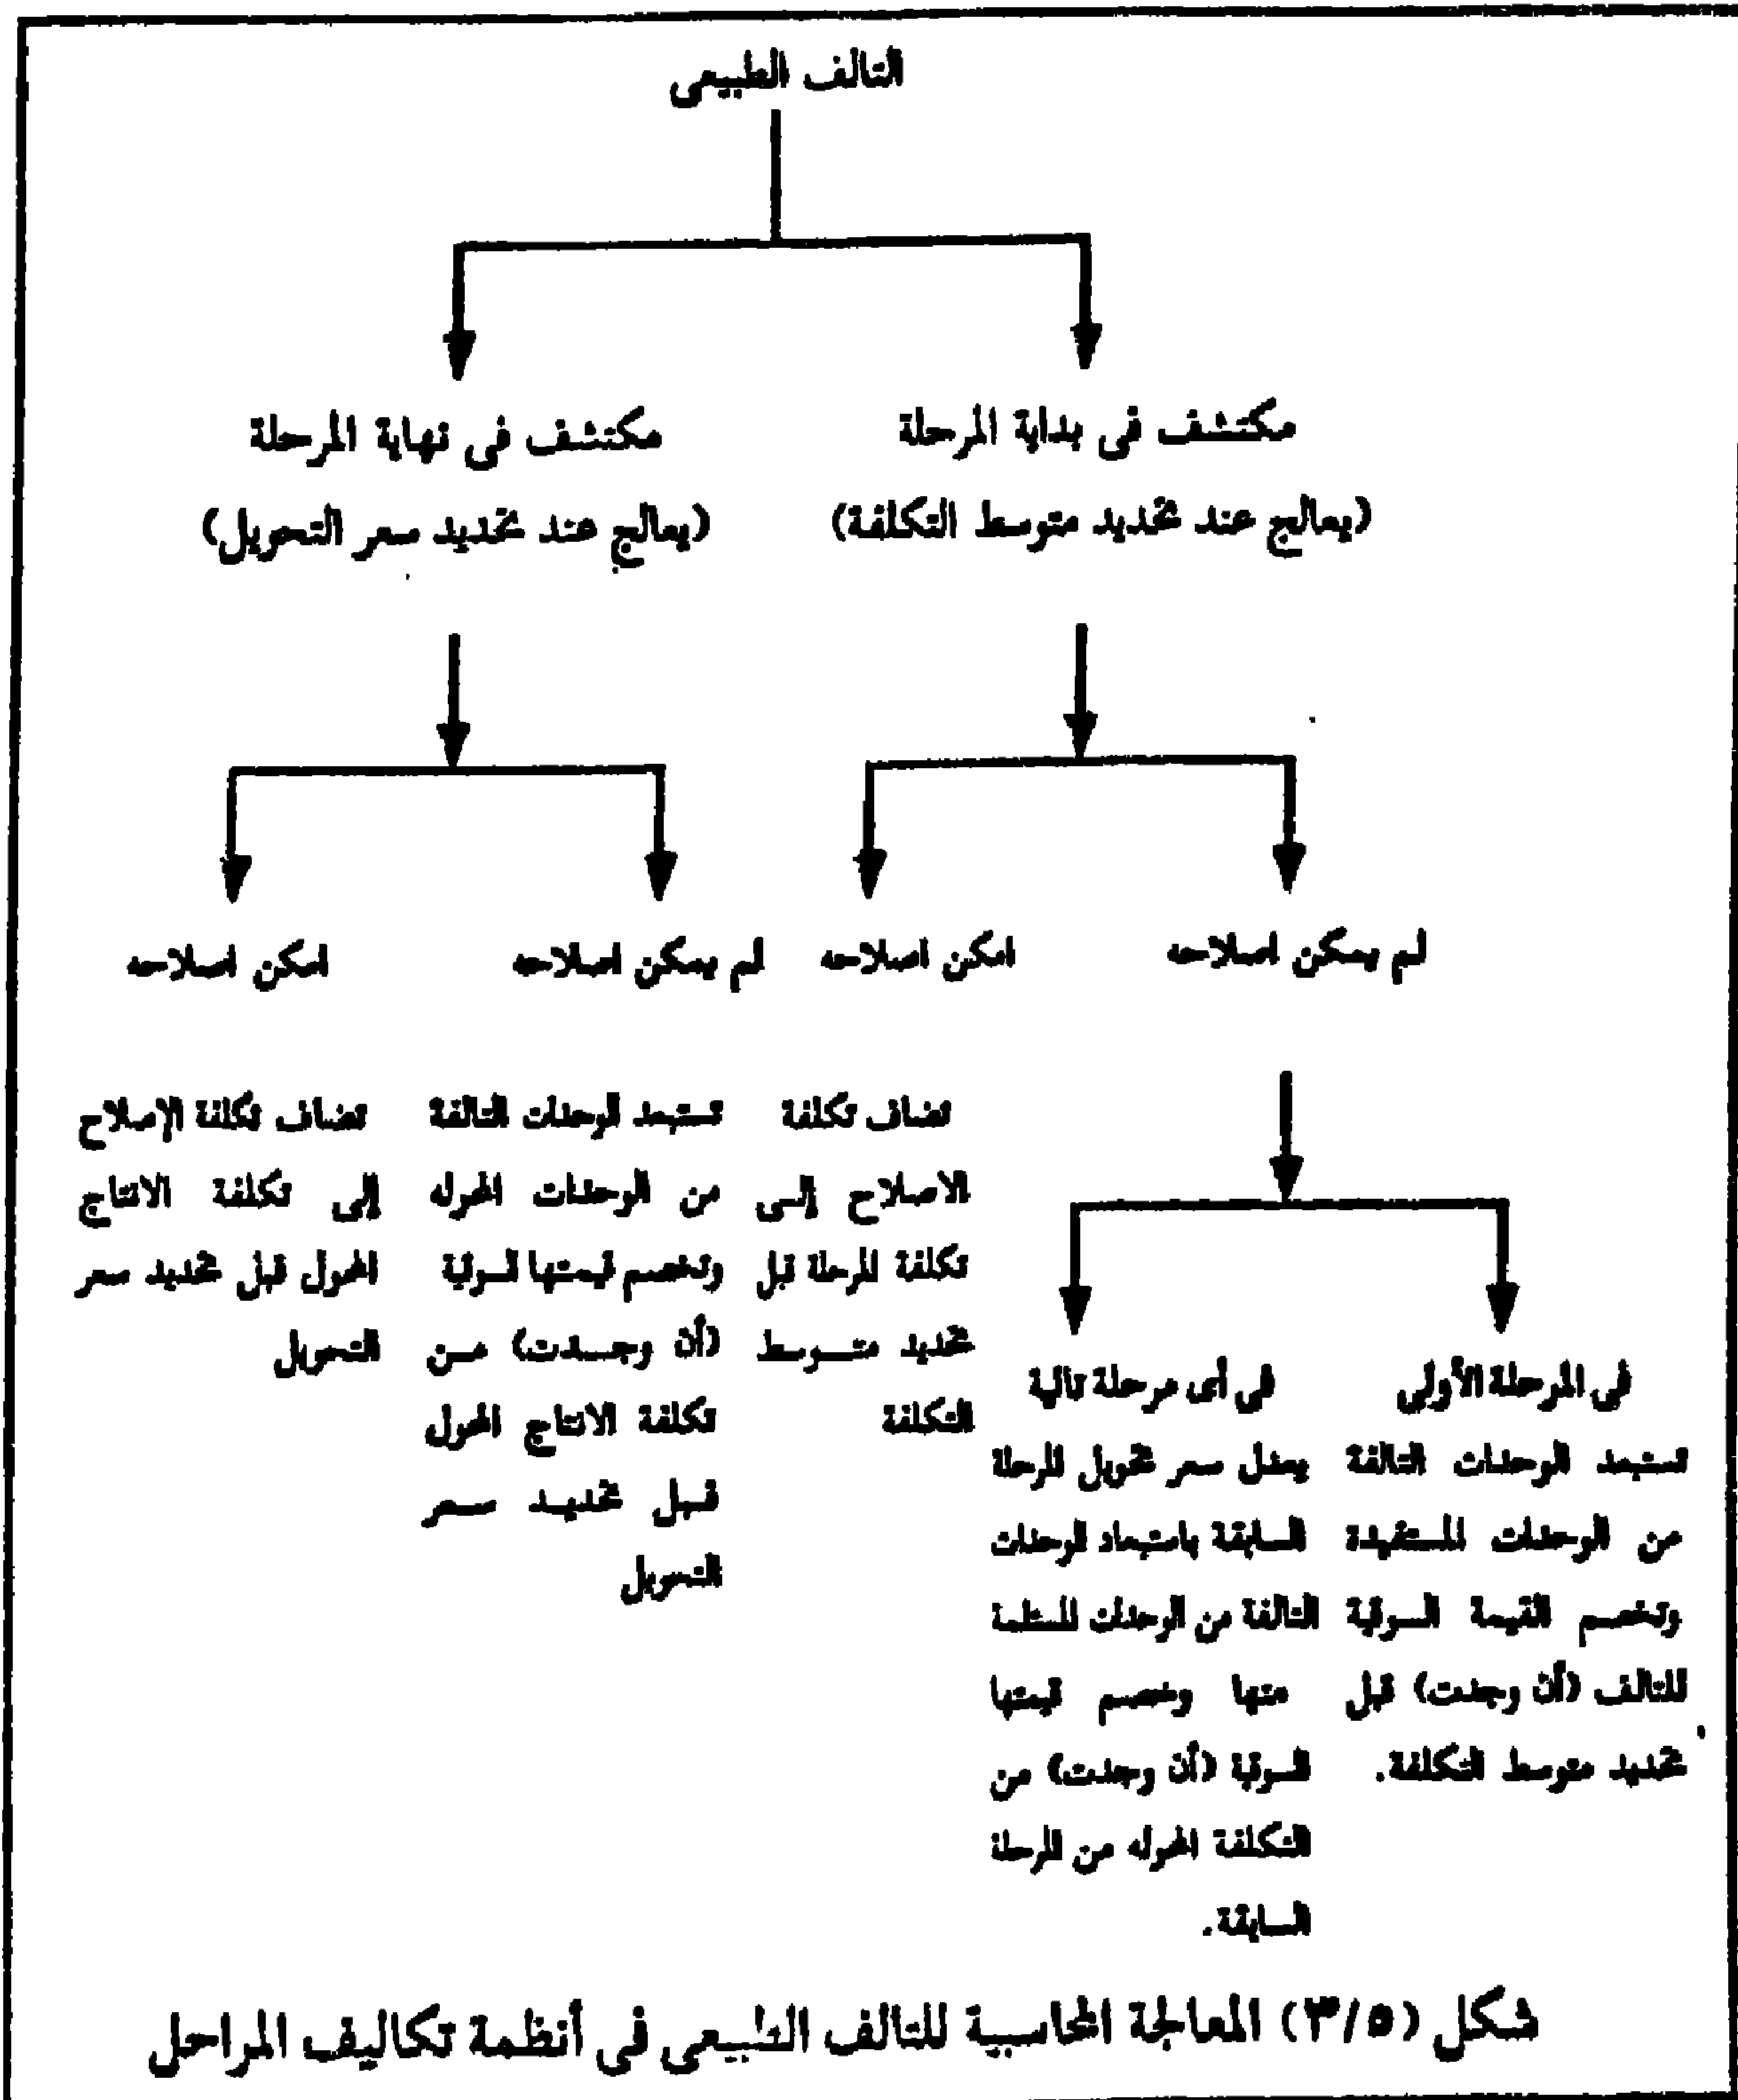 التالف الطبيعى
مكتشف فى بداية المرحلة
(يعالج عند تحديد متوسط التكلفة)
مكتشف فى نهاية المرحلة
(يعالج عند تحديد سعر التحويل)
لم يمكن اصلاحه
امكن اصلاحه
لم يمكن اصلاحه
امكن اصلاحه
فى المرحلة الأولى
تستبعد الوحدات التالفة
من الوحدات المستفيدة
وتخصم القيمة السوقية
للتالف (أن وجدت) قبل
تحديد متوسط التكلفة.
فى أى مرحلة تالية
يعدل سعر تحويل المرحلة
السابقة باستبعاد الوحدات
التالفة من الوحدات المستلمة
منها وخصم قيمتها
السوقية (أن وجدت) من
التكلفة المحوله من المرحلة
السابقة.
تضاف تكلفة
الاصلاح إلى
تكلفة المرحلة قبل
تحديد متوسط
التكلفة
تستبعد الوحدات التالفة
من الوحدات المحوله
وتخصم قيمتها السوقية
(أن وجدت) من
تكلفة الانتاج المحول
قبل تحديد سعر
التحويل
تضاف تكلفة الإصلاح
إلى تكلفة الانتاج
المحول قبل تحديد سعر
التحويل
شكل (٣/٥) المعالجة المحاسبية للتالف الطبيعى فى أنظمة تكاليف المراحل